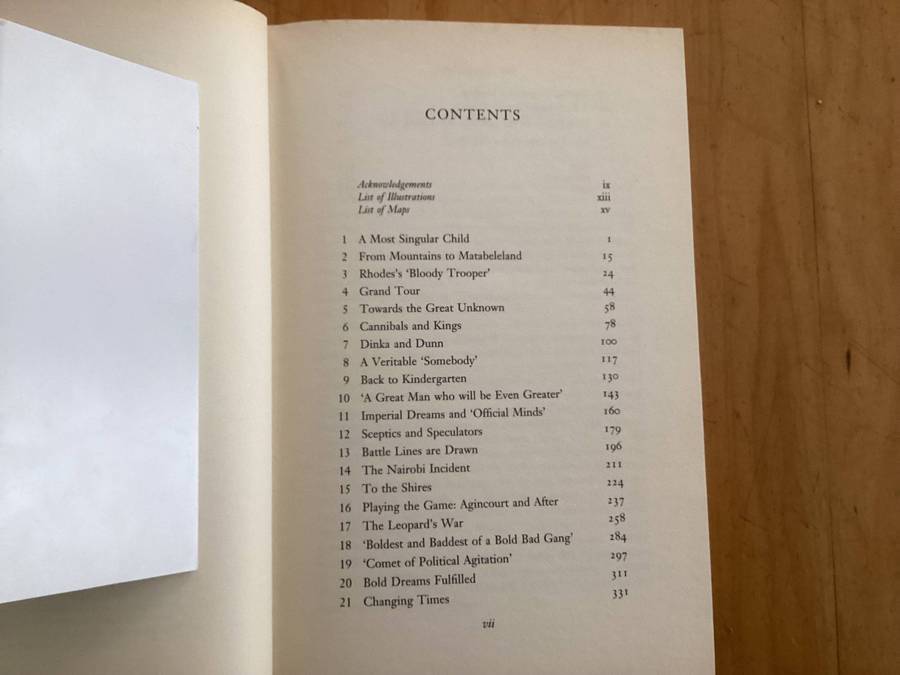 CONTENTS
Acknowledgements ix
List of Illustrations xiii
List of Maps xv
1 A Most Singular Child 1
2 From Mountains to Matabeleland 15
3 Rhodes's 'Bloody Trooper' 24
4 Grand Tour 44
5 Towards the Great Unknown 58
6 Cannibals and Kings 78
7 Dinka and Dunn 100
8 A Veritable 'Somebody' 117
9 Back to Kindergarten 130
10 'A Great Man who will be Even Greater' 143
11 Imperial Dreams and 'Official Minds' 160
12 Sceptics and Speculators 179
13 Battle Lines are Drawn 196
14 The Nairobi Incident 211
15 To the Shires 224
16 Playing the Game: Agincourt and After 237
17 The Leopard's War 258
18 'Boldest and Baddest of a Bold Bad Gang' 284
19 'Comet of Political Agitation' 297
20 Bold Dreams Fulfilled 311
21 Changing Times 331
vii